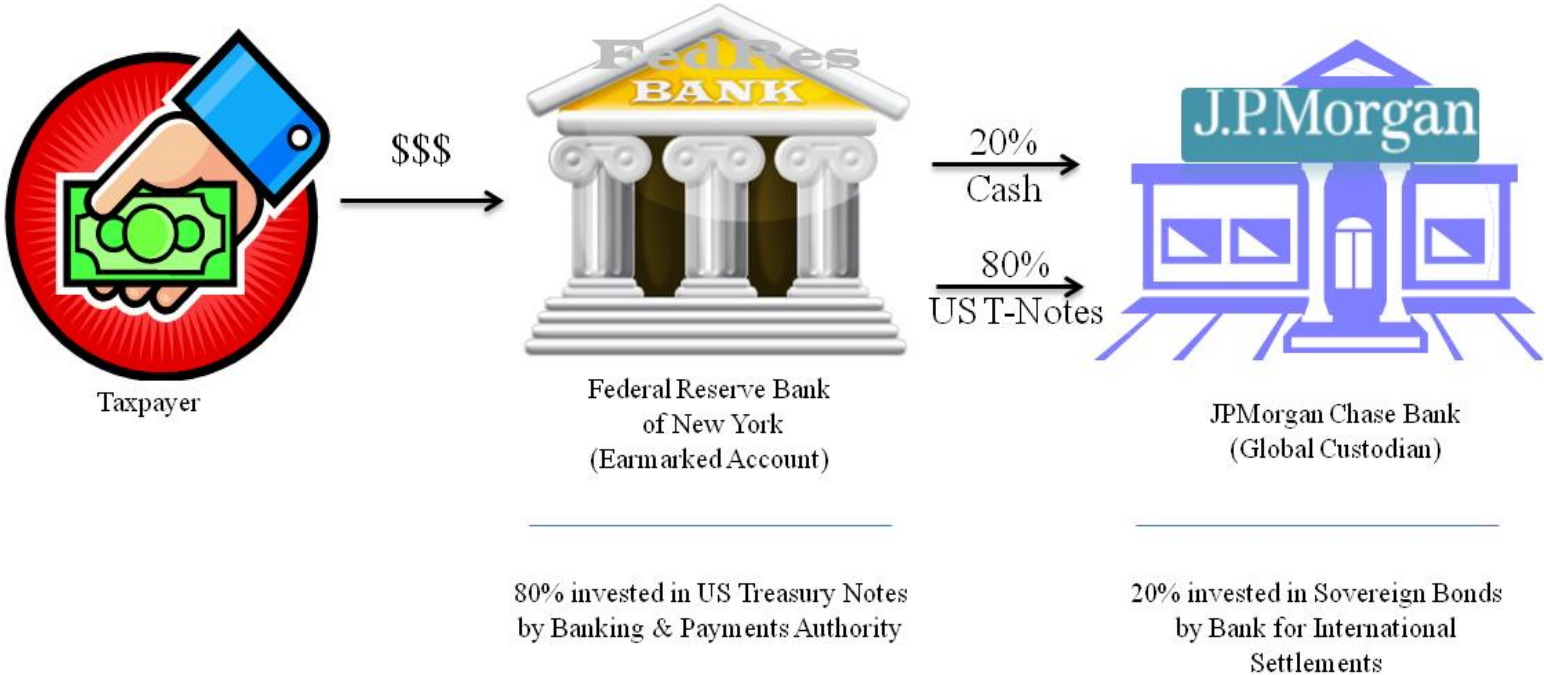 $$$
Taxpayer
FedRes
BANK
Federal Reserve Bank
of New York
(Earmarked Account)
80% invested in US Treasury Notes
by Banking & Payments Authority
20%
Cash
80%
US T-Notes
J.P.Morgan
JPMorgan Chase Bank
(Global Custodian)
20% invested in Sovereign Bonds
by Bank for International
Settlements